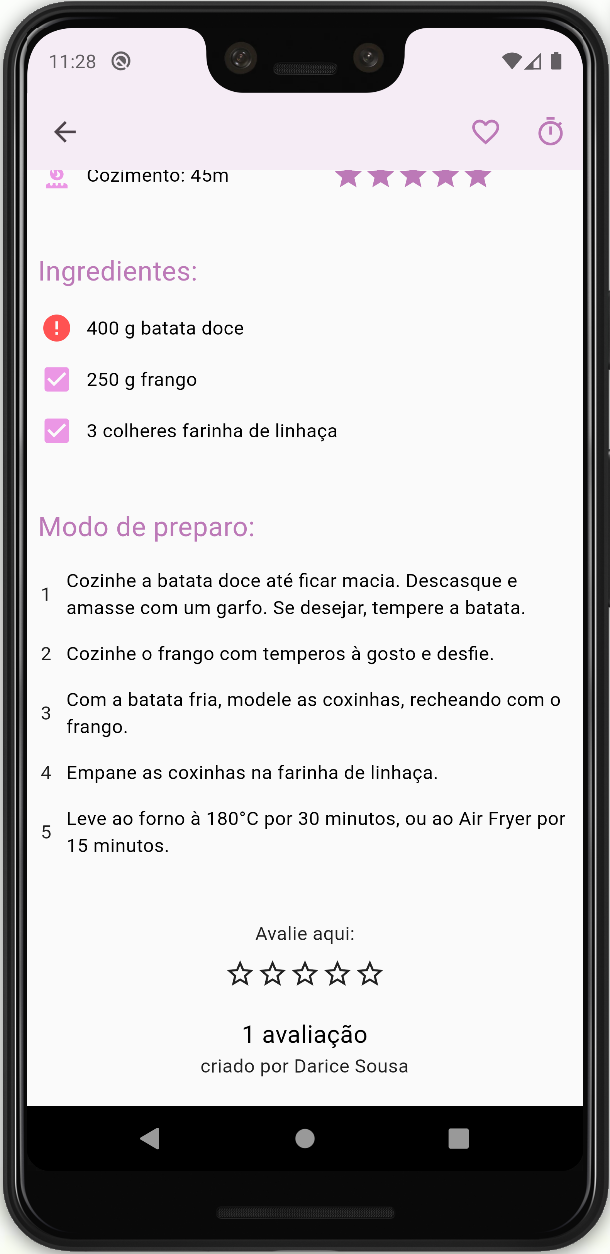 11:28
Cozimento: 45m
Ingredientes:
400 g batata doce
250 g frango
3 colheres farinha de linhaça
Modo de preparo:
1 Cozinhe a batata doce até ficar macia. Descasque e
amasse com um garfo. Se desejar, tempere a batata.
2 Cozinhe o frango com temperos à gosto e desfie.
3 Com a batata fria, modele as coxinhas, recheando com o
frango.
4 Empane as coxinhas na farinha de linhaça.
5 Leve ao forno à 180°C por 30 minutos, ou ao Air Fryer por
15 minutos.
Avalie aqui:
1 avaliação
criado por Darice Sousa